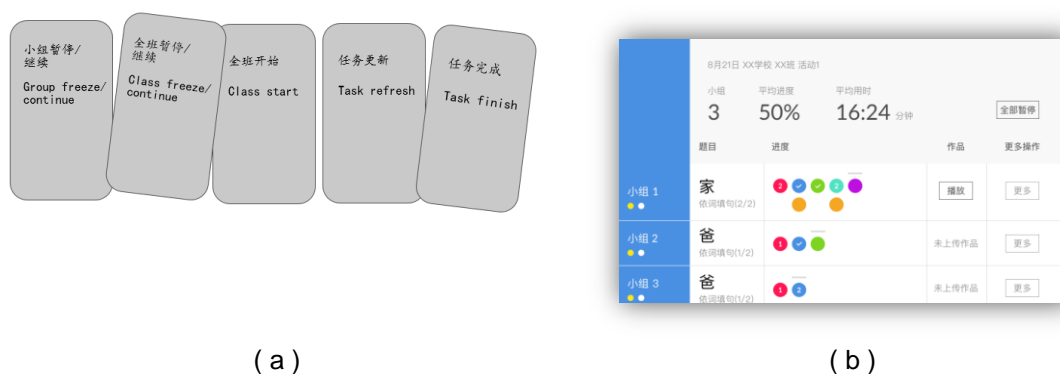 小组暂停/
继续
Group freeze/
continue
全班暂停/
继续
Class freeze/
continue
全班开始
Class start
任务更新
Task refresh
任务完成
Task finish
8月21日 XX学校 XX班 活动1
小组 平均进度 平均用时
3 50% 16:24 分钟 全部暂停
题目 进度 作品 更多操作
小组 1 家 2 2 播放 更多
依词填句(2/2)
小组 2 爸 1 未上传作品 更多
依词填句(1/2)
小组 3 爸 1 2 未上传作品 更多
依词填句(1/2)
(a) (b)